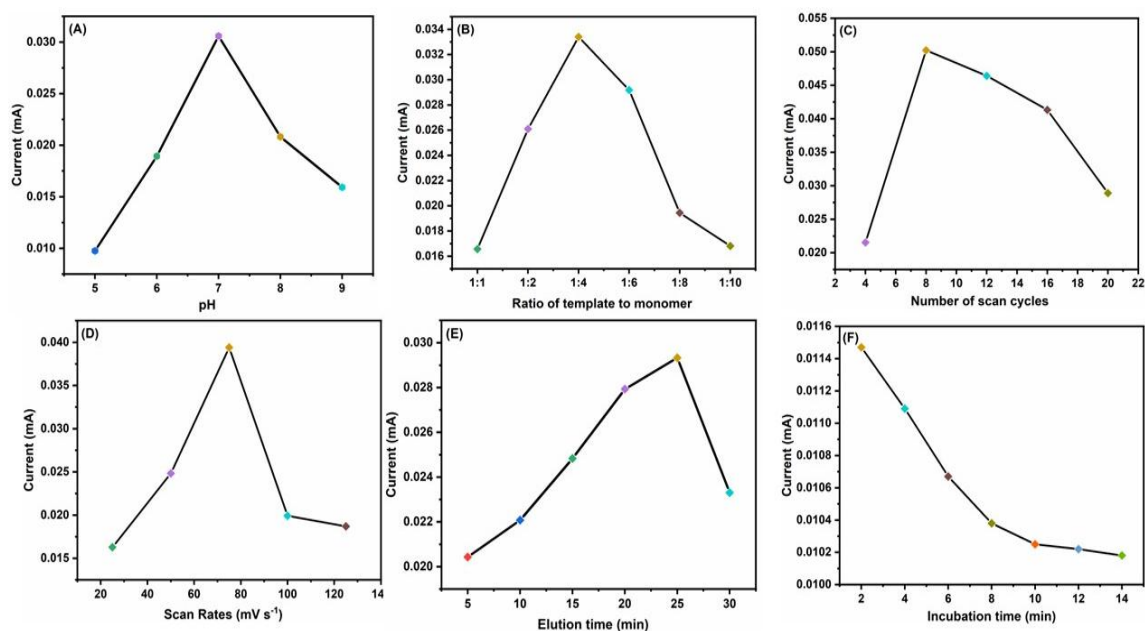 (A)
Current (mA)
0.030
0.025
0.020
0.015
0.010
5 6 7 8 9
pH
(B)
Current (mA)
0.034
0.032
0.030
0.028
0.026
0.024
0.022
0.020
0.018
0.016
1:1 1:2 1:4 1:6 1:8 1:10
Ratio of template to monomer
(C)
Current (mA)
0.055
0.050
0.045
0.040
0.035
0.030
0.025
0.020
2 4 6 8 10 12 14 16 18 20 22
Number of scan cycles
(D)
Current (mA)
0.040
0.035
0.030
0.025
0.020
0.015
20 40 60 80 100 120 14
Scan Rates (mV s⁻¹)
(E)
Current (mA)
0.030
0.028
0.026
0.024
0.022
0.020
5 10 15 20 25 30
Elution time (min)
(F)
Current (mA)
0.0116
0.0114
0.0112
0.0110
0.0108
0.0106
0.0104
0.0102
0.0100
2 4 6 8 10 12 14
Incubation time (min)